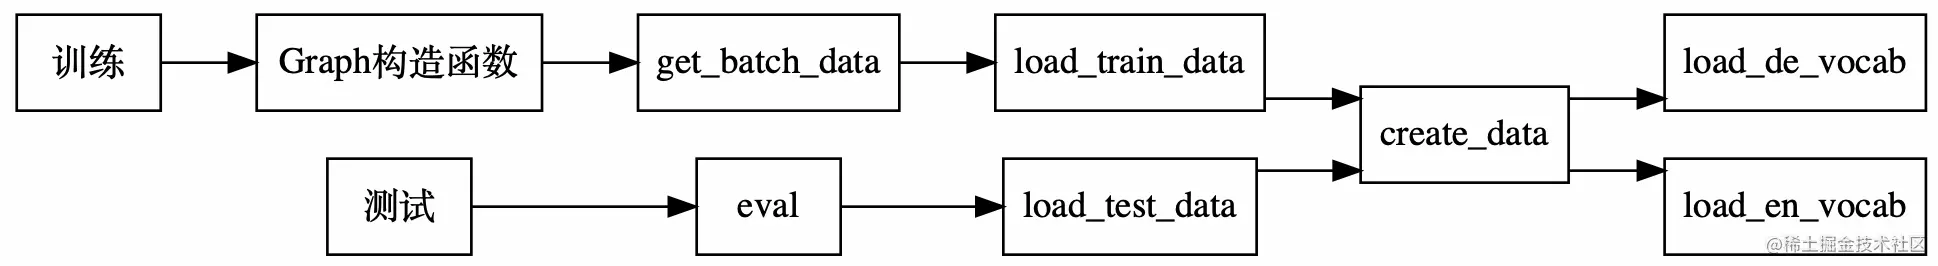 训练
Graph构造函数
get_batch_data
load_train_data
load_de_vocab
create_data
测试
eval
load_test_data
load_en_vocab
@稀土掘金技术社区